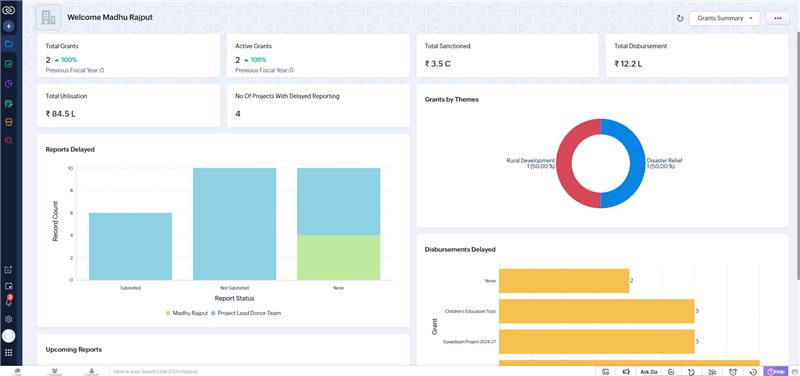 Welcome Madhu Rajput
Grants Summary
Total Grants
2 100%
Previous Fiscal Year: 0
Active Grants
2 100%
Previous Fiscal Year: 0
Total Sanctioned
₹ 3.5 C
Total Disbursement
₹ 12.2 L
Total Utilisation
₹ 84.5 L
No Of Projects With Delayed Reporting
4
Grants by Themes
Rural Development
1 (50.00 %)
Disaster Relief
1 (50.00 %)
Reports Delayed
10
8
6
4
2
0
Record Count
Submitted
Not Submitted
None
Report Status
Madhu Rajput
Project Lead Donor Team
Disbursements Delayed
Grant
None
2
Children's Education Trust
3
Suvardaam Project 2024-27
3
Upcoming Reports
3
Here is your Smart Chat (Ctrl+Space)
Ask Zia
Help